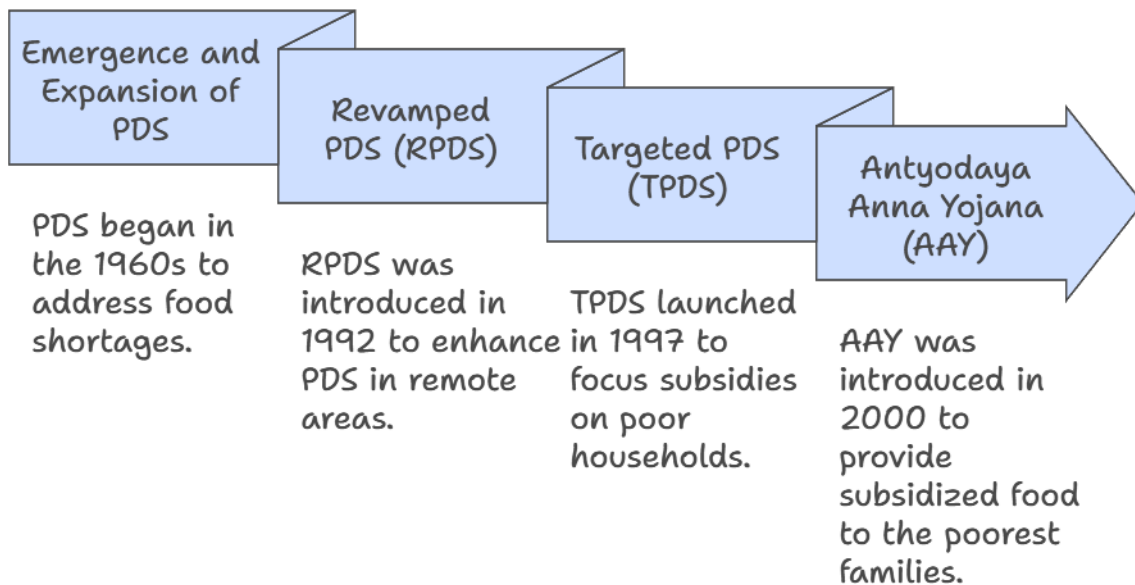 Emergence and
Expansion of
PDS
PDS began in
the 1960s to
address food
shortages.
Revamped
PDS (RPDS)
RPDS was
introduced in
1992 to enhance
PDS in remote
areas.
Targeted PDS
(TPDS)
TPDS launched
in 1997 to
focus subsidies
on poor
households.
Antyodaya
Anna Yojana
(AAY)
AAY was
introduced in
2000 to
provide
subsidized food
to the poorest
families.